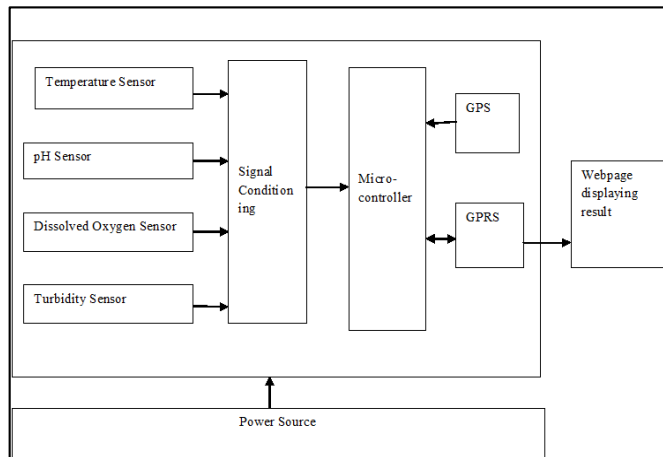 Temperature Sensor
pH Sensor
Dissolved Oxygen Sensor
Turbidity Sensor
Signal
Condition
ing
Micro-
controller
GPS
GPRS
Webpage
displaying
result
Power Source